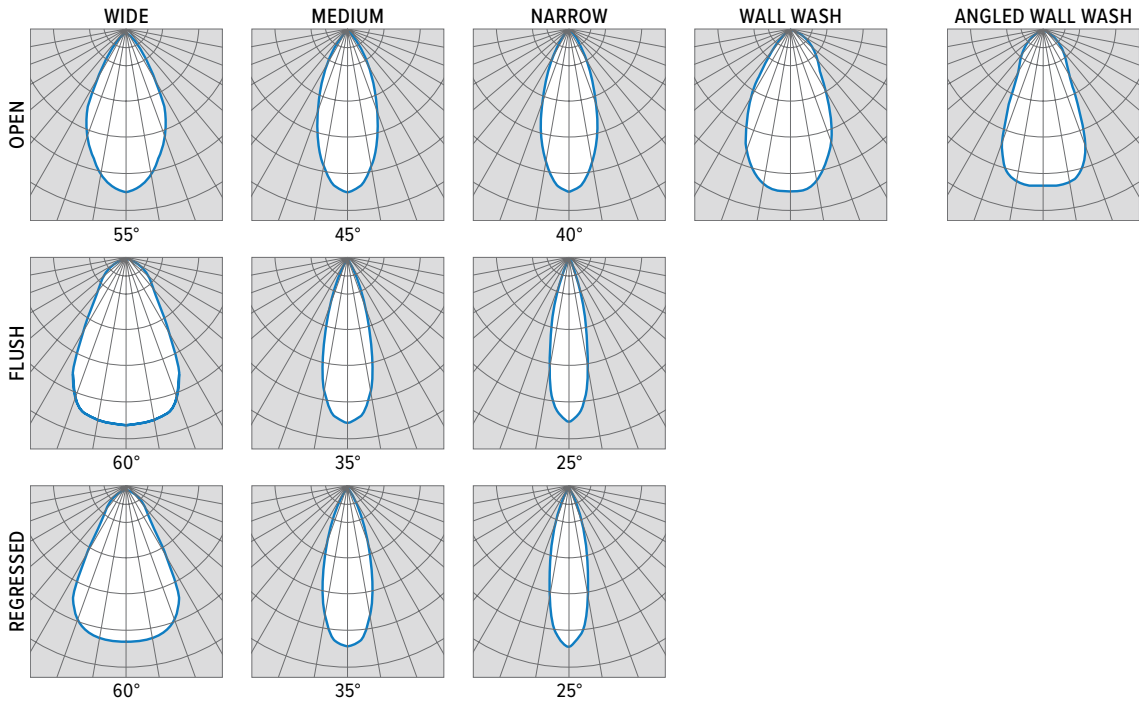 WIDE MEDIUM NARROW WALL WASH ANGLED WALL WASH
OPEN
55° 45° 40°
FLUSH
60° 35° 25°
REGRESSED
60° 35° 25°